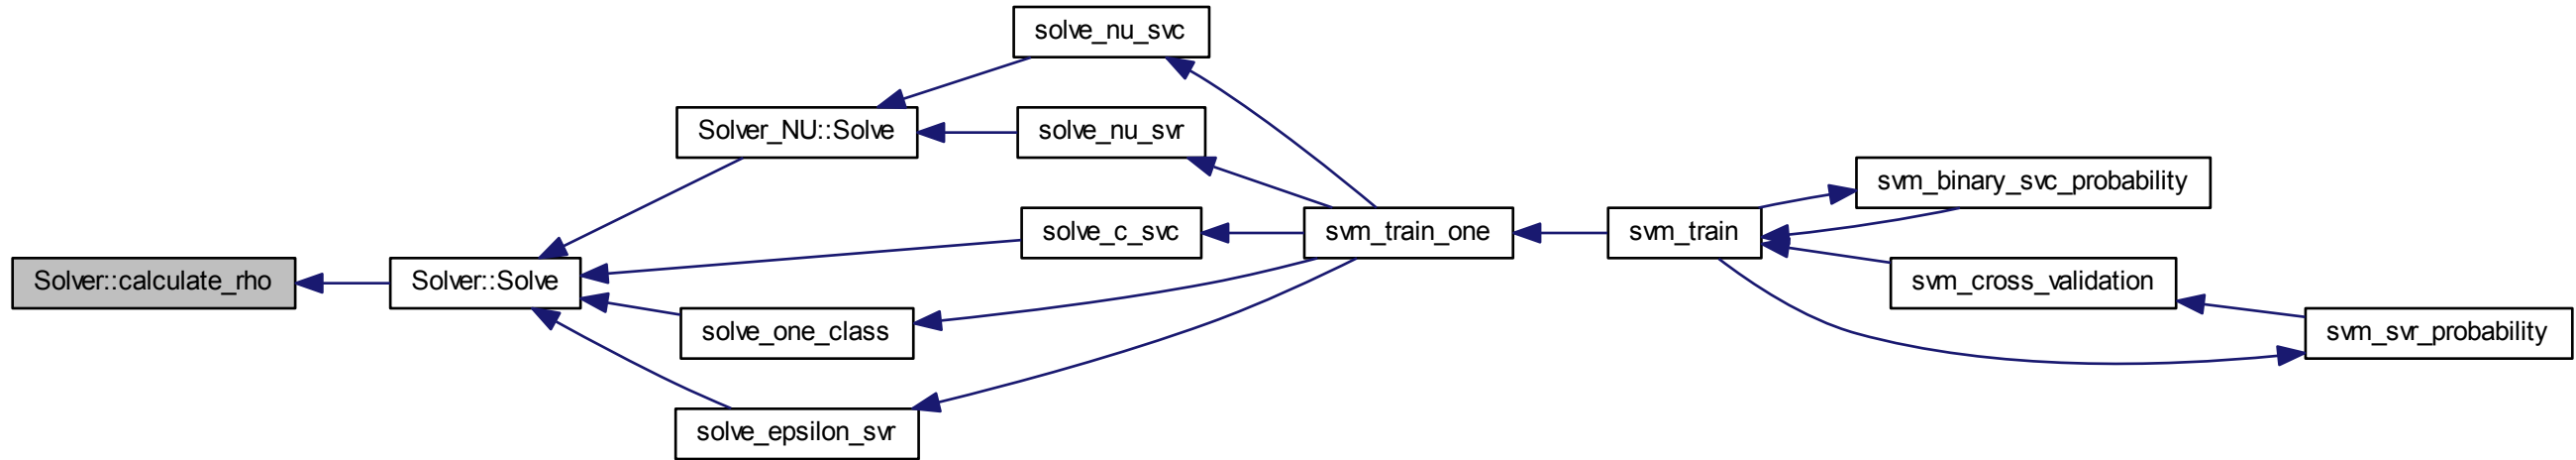 solve_nu_svc
Solver_NU::Solve
solve_nu_svr
svm_binary_svc_probability
solve_c_svc
svm_train_one
svm_train
Solver::calculate_rho
Solver::Solve
svm_cross_validation
solve_one_class
svm_svr_probability
solve_epsilon_svr